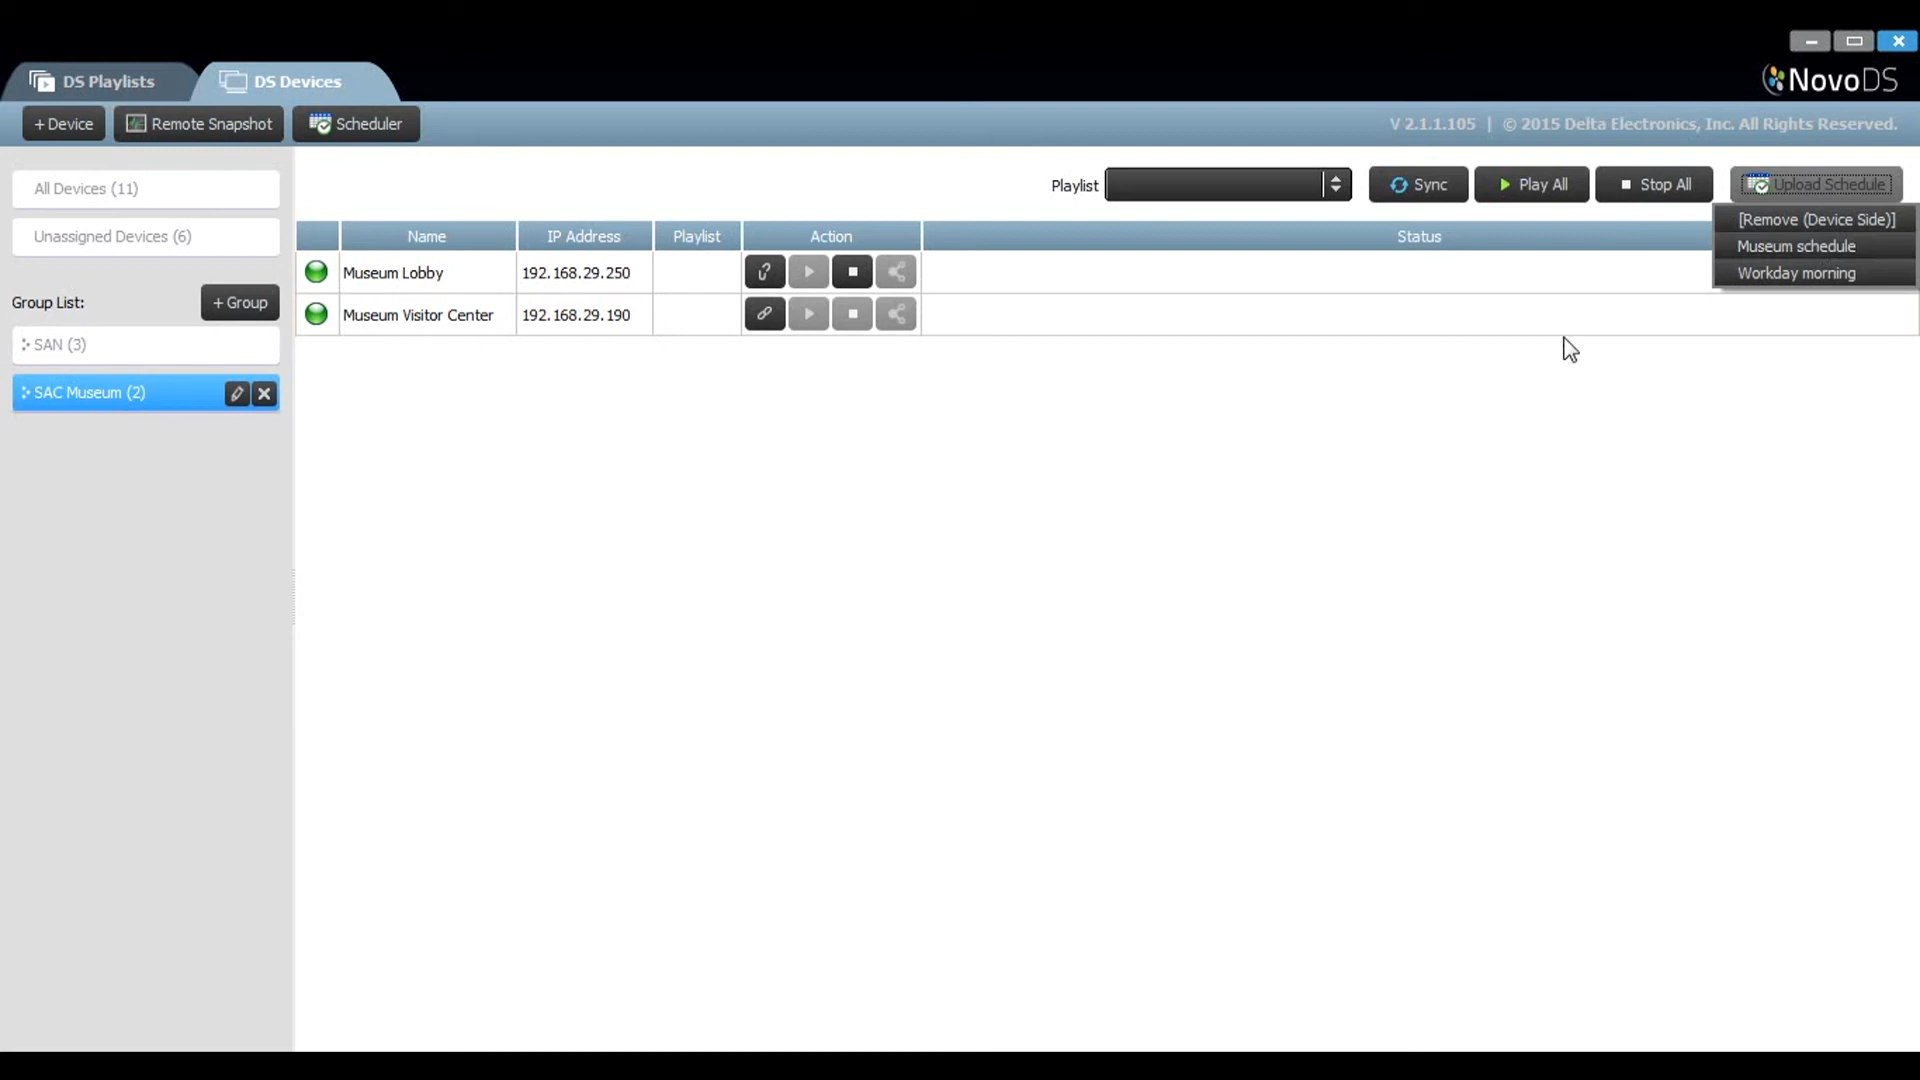 DS Playlists
DS Devices
NovoDS
+ Device
Remote Snapshot
Scheduler
V 2.1.1.105 | © 2015 Delta Electronics, Inc. All Rights Reserved.
All Devices (11)
Unassigned Devices (6)
Group List:
+ Group
SAN (3)
SAC Museum (2)
Playlist
Sync
Play All
Stop All
Upload Schedule
[Remove (Device Side)]
Museum schedule
Workday morning
Name IP Address Playlist Action Status
Museum Lobby 192.168.29.250
Museum Visitor Center 192.168.29.190